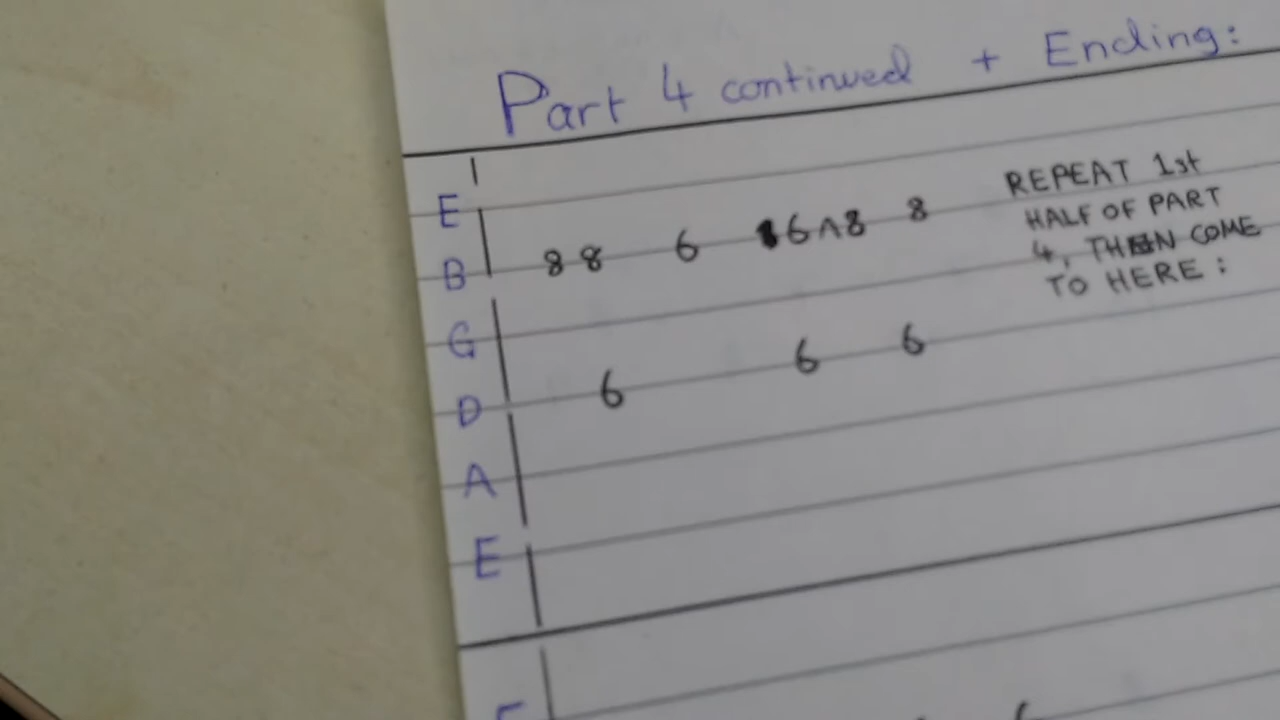 Part 4 continued + Ending:
E
REPEAT 1st
HALF OF PART
4, THEN COME
TO HERE:
B 8 8 6 6^8 8
G
D 6 6 6
A
E